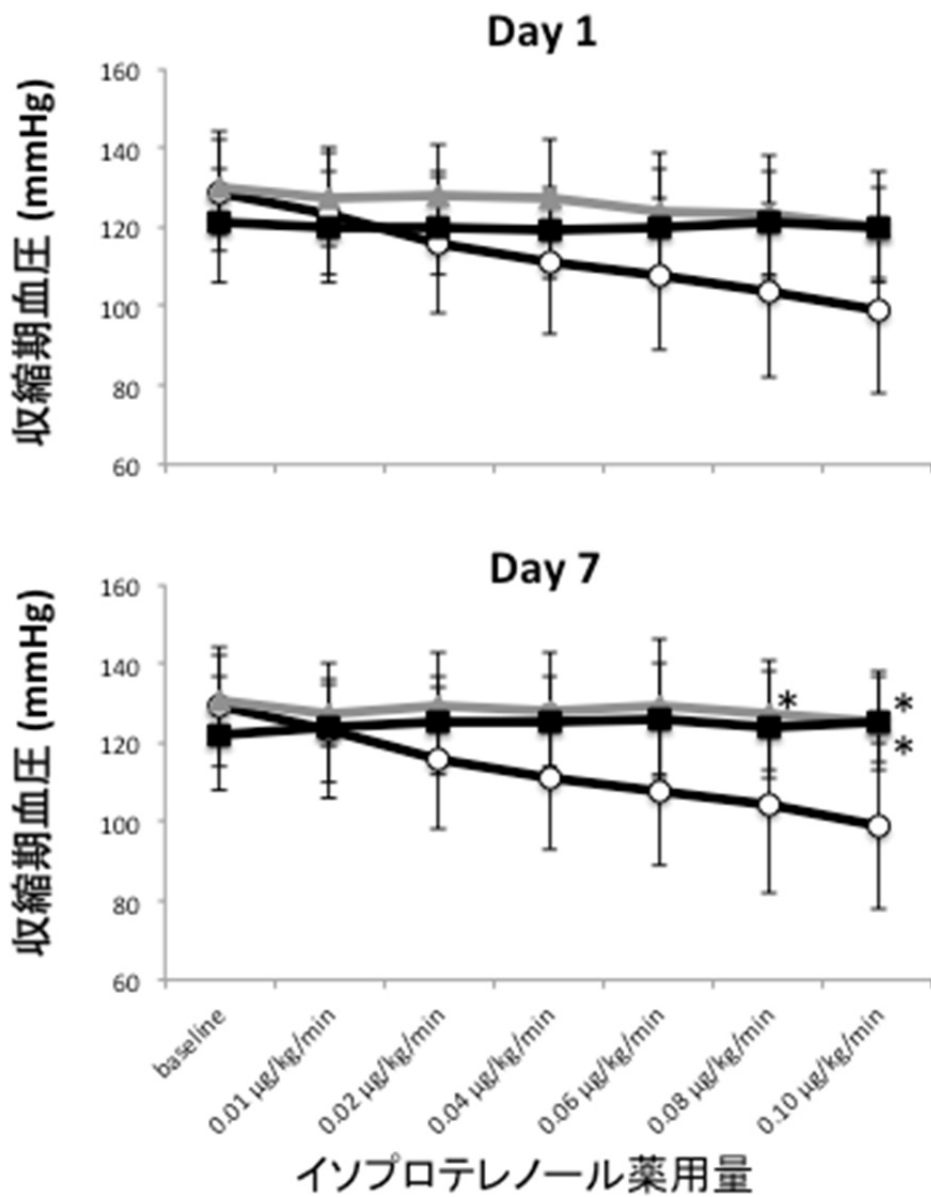 Day 1
収縮期血圧 (mmHg)
160
140
120
100
80
60
Day 7
収縮期血圧 (mmHg)
160
140
120
100
80
60
*
*
*
baseline
0.01 µg/kg/min
0.02 µg/kg/min
0.04 µg/kg/min
0.06 µg/kg/min
0.08 µg/kg/min
0.10 µg/kg/min
イソプロテレノール薬用量